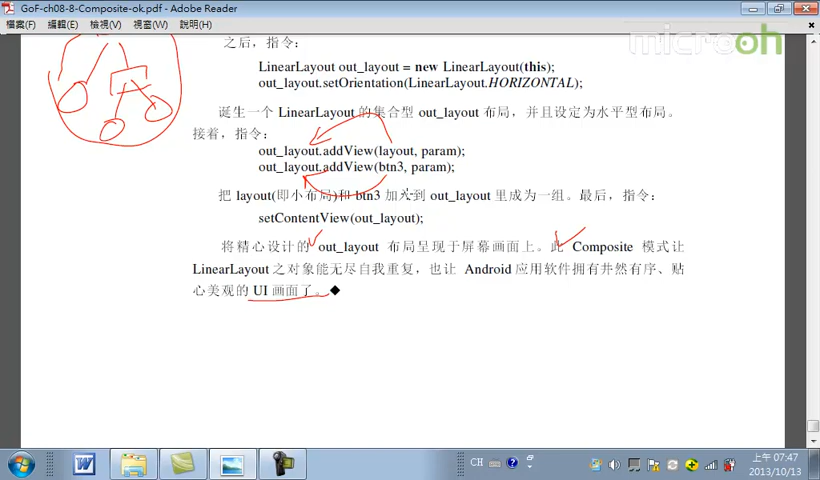 GoF-ch08-8-Composite-ok.pdf - Adobe Reader
檔案(F) 編輯(E) 檢視(V) 視窗(W) 說明(H)
microoh
之后，指令：
LinearLayout out_layout = new LinearLayout(this);
out_layout.setOrientation(LinearLayout.HORIZONTAL);
诞生一个 LinearLayout 的集合型 out_layout 布局，并且设定为水平型布局。
接着，指令：
out_layout.addView(layout, param);
out_layout.addView(btn3, param);
把 layout(即小布局)和 btn3 加入到 out_layout 里成为一组。最后，指令：
setContentView(out_layout);
将精心设计的 out_layout 布局呈现于屏幕画面上。此 Composite 模式让
LinearLayout 之对象能无尽自我重复，也让 Android 应用软件拥有井然有序、贴
心美观的 UI 画面了。◆
CH
上午 07:47
2013/10/13